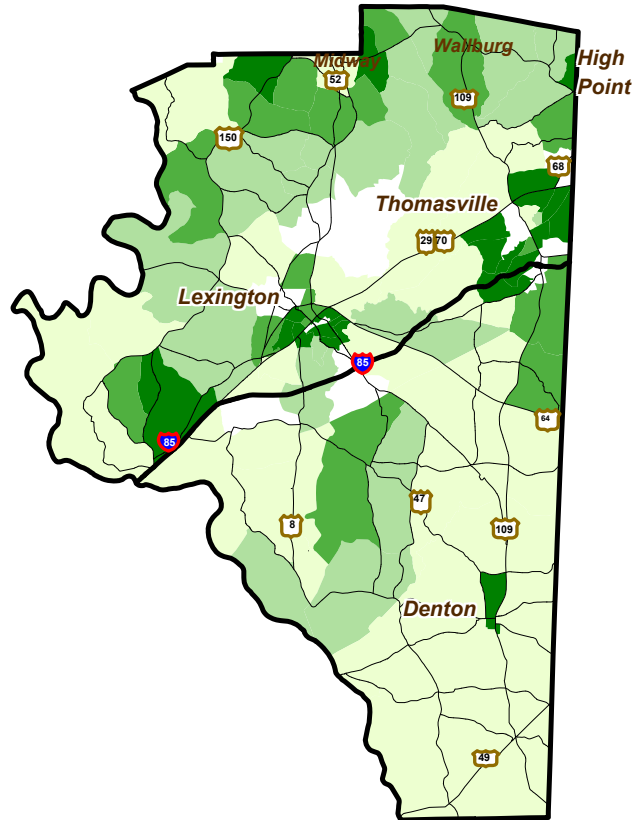 Midway
Wallburg
High
Point
52
109
150
68
Thomasville
29
70
Lexington
85
64
85
47
8
109
Denton
49